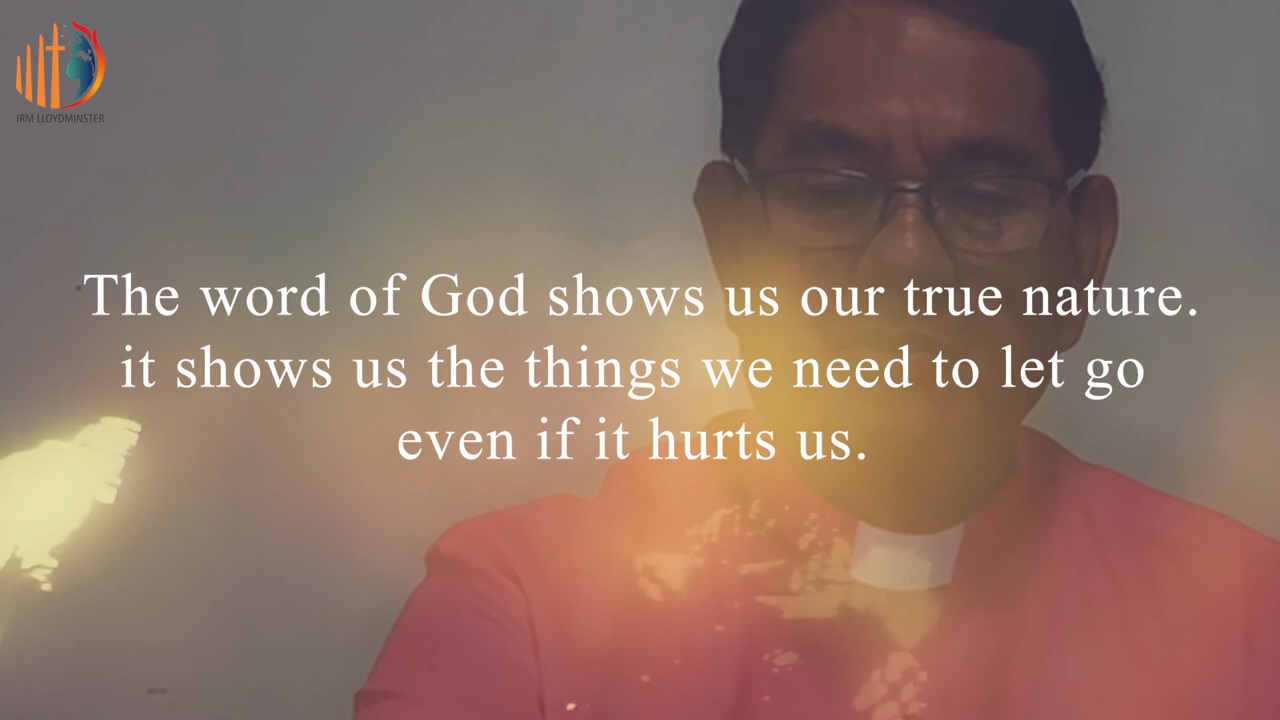 IRM LLOYDMINSTER
The word of God shows us our true nature.
it shows us the things we need to let go
even if it hurts us.